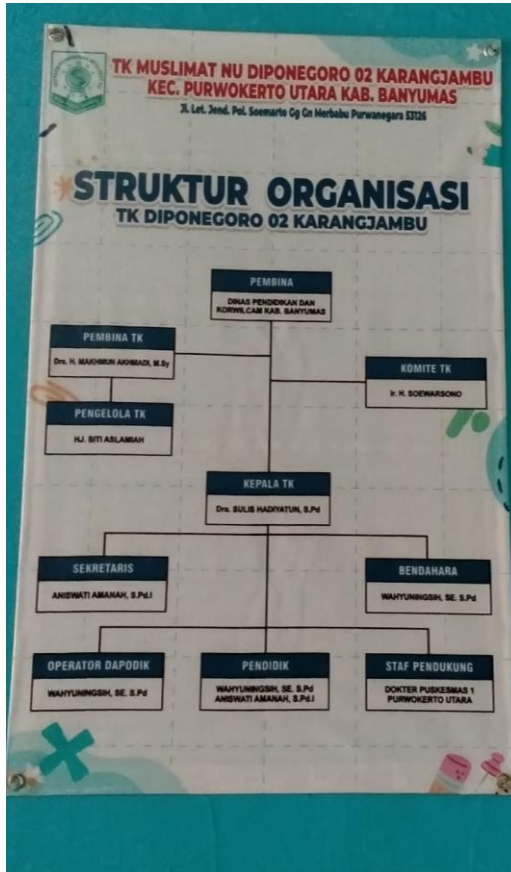 TK MUSLIMAT NU DIPONEGORO 02 KARANGJAMBU
KEC. PURWOKERTO UTARA KAB. BANYUMAS
Jl. Let. Jend. Pol. Soemarto Gg Gn Merbabu Purwanegara 53126
STRUKTUR ORGANISASI
TK DIPONEGORO 02 KARANGJAMBU
PEMBINA
DINAS PENDIDIKAN DAN
KORWILCAM KAB. BANYUMAS
PEMBINA TK
Drs. H. MAKHMUN AKHMADI, M.Sy
KOMITE TK
Ir. H. SOEWARSONO
PENGELOLA TK
HJ. SITI ASLAMIAH
KEPALA TK
Dra. SULIS HADIYATUN, S.Pd
SEKRETARIS
ANISWATI AMANAH, S.Pd.I
BENDAHARA
WAHYUNINGSIH, SE. S.Pd
OPERATOR DAPODIK
WAHYUNINGSIH, SE. S.Pd
PENDIDIK
WAHYUNINGSIH, SE. S.Pd
ANISWATI AMANAH, S.Pd.I
STAF PENDUKUNG
DOKTER PUSKESMAS 1
PURWOKERTO UTARA